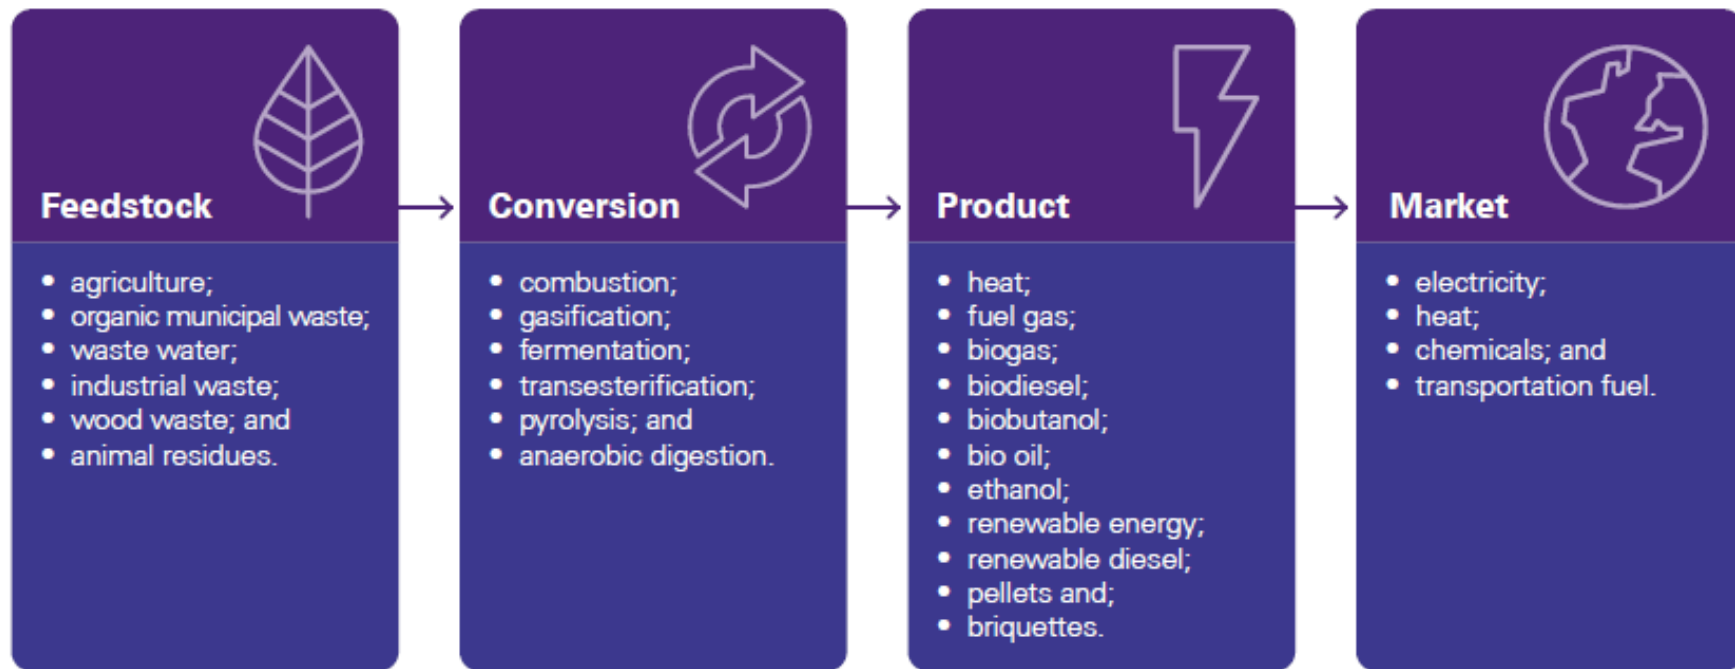 Feedstock
agriculture;
organic municipal waste;
waste water;
industrial waste;
wood waste; and
animal residues.
Conversion
combustion;
gasification;
fermentation;
transesterification;
pyrolysis; and
anaerobic digestion.
Product
heat;
fuel gas;
biogas;
biodiesel;
biobutanol;
bio oil;
ethanol;
renewable energy;
renewable diesel;
pellets and;
briquettes.
Market
electricity;
heat;
chemicals; and
transportation fuel.